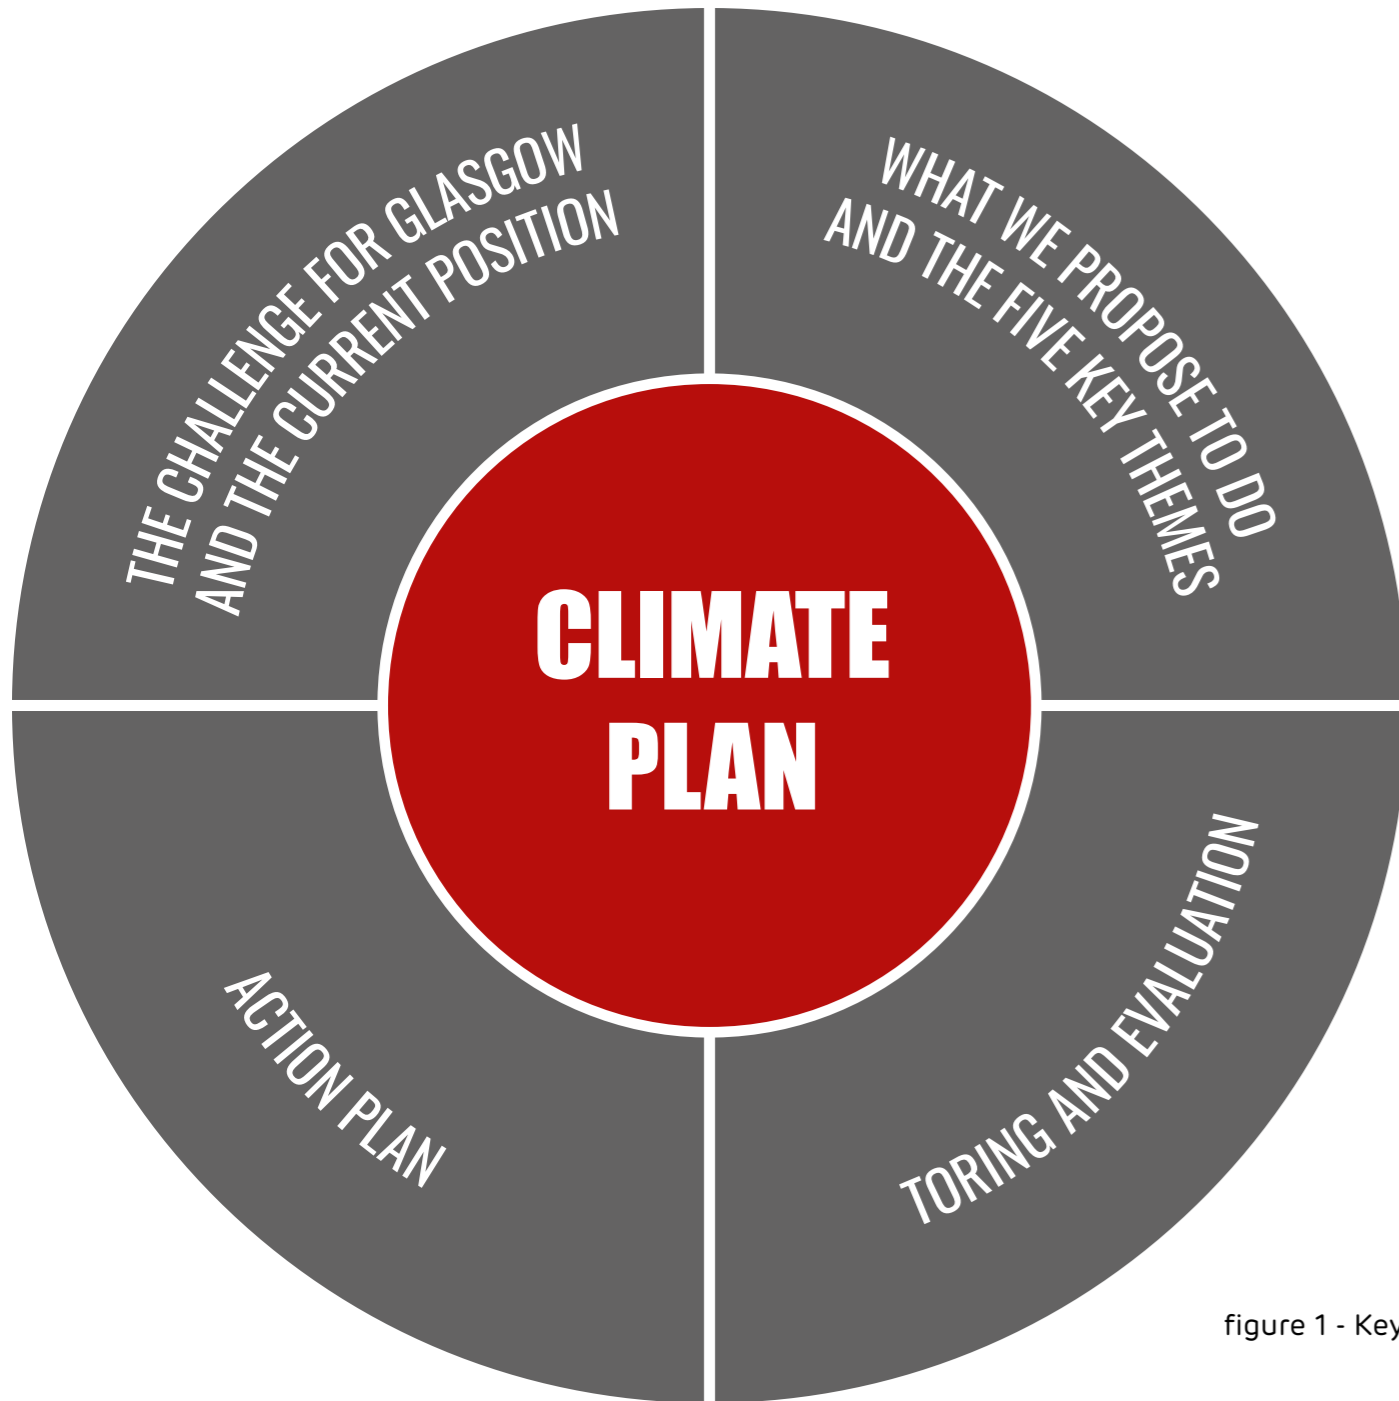 THE CHALLENGE FOR GLASGOW
AND THE CURRENT POSITION
WHAT WE PROPOSE TO DO
AND THE FIVE KEY THEMES
CLIMATE
PLAN
ACTION PLAN
TORING AND EVALUATION
figure 1 - Key